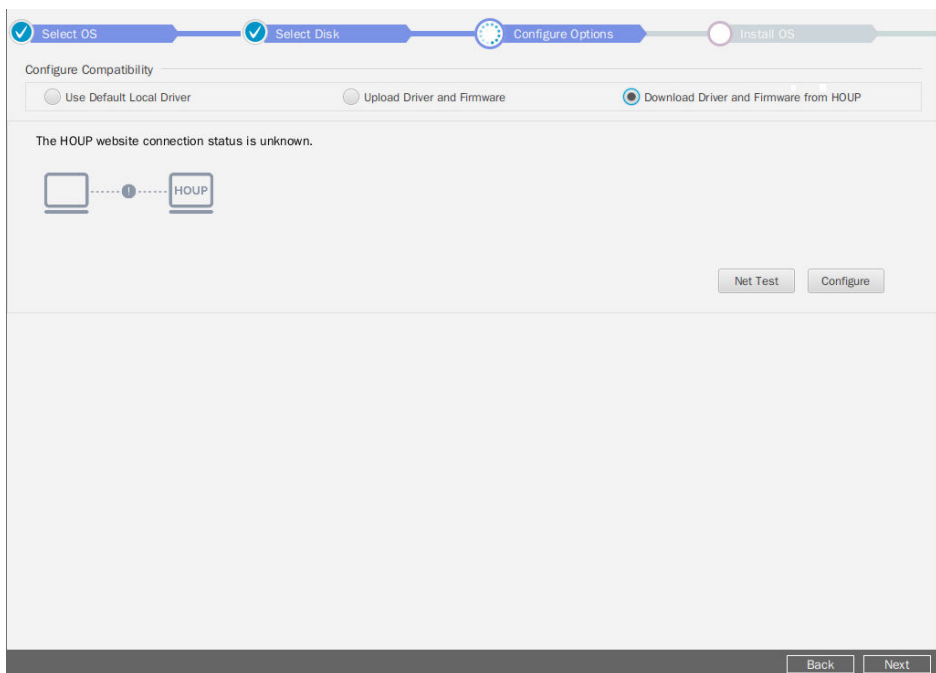 Select OS
Select Disk
Configure Options
Install OS
Configure Compatibility
Use Default Local Driver
Upload Driver and Firmware
Download Driver and Firmware from HOUP
The HOUP website connection status is unknown.
HOUP
Net Test
Configure
Back
Next